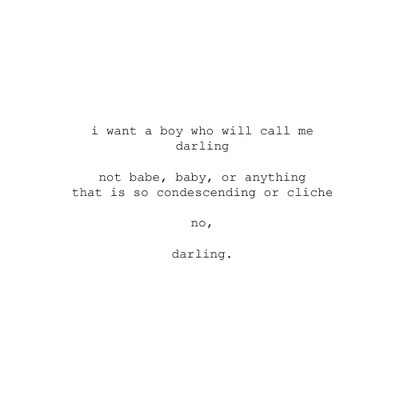 i want a boy who will call me
darling
not babe, baby, or anything
that is so condescending or cliche
no,
darling.